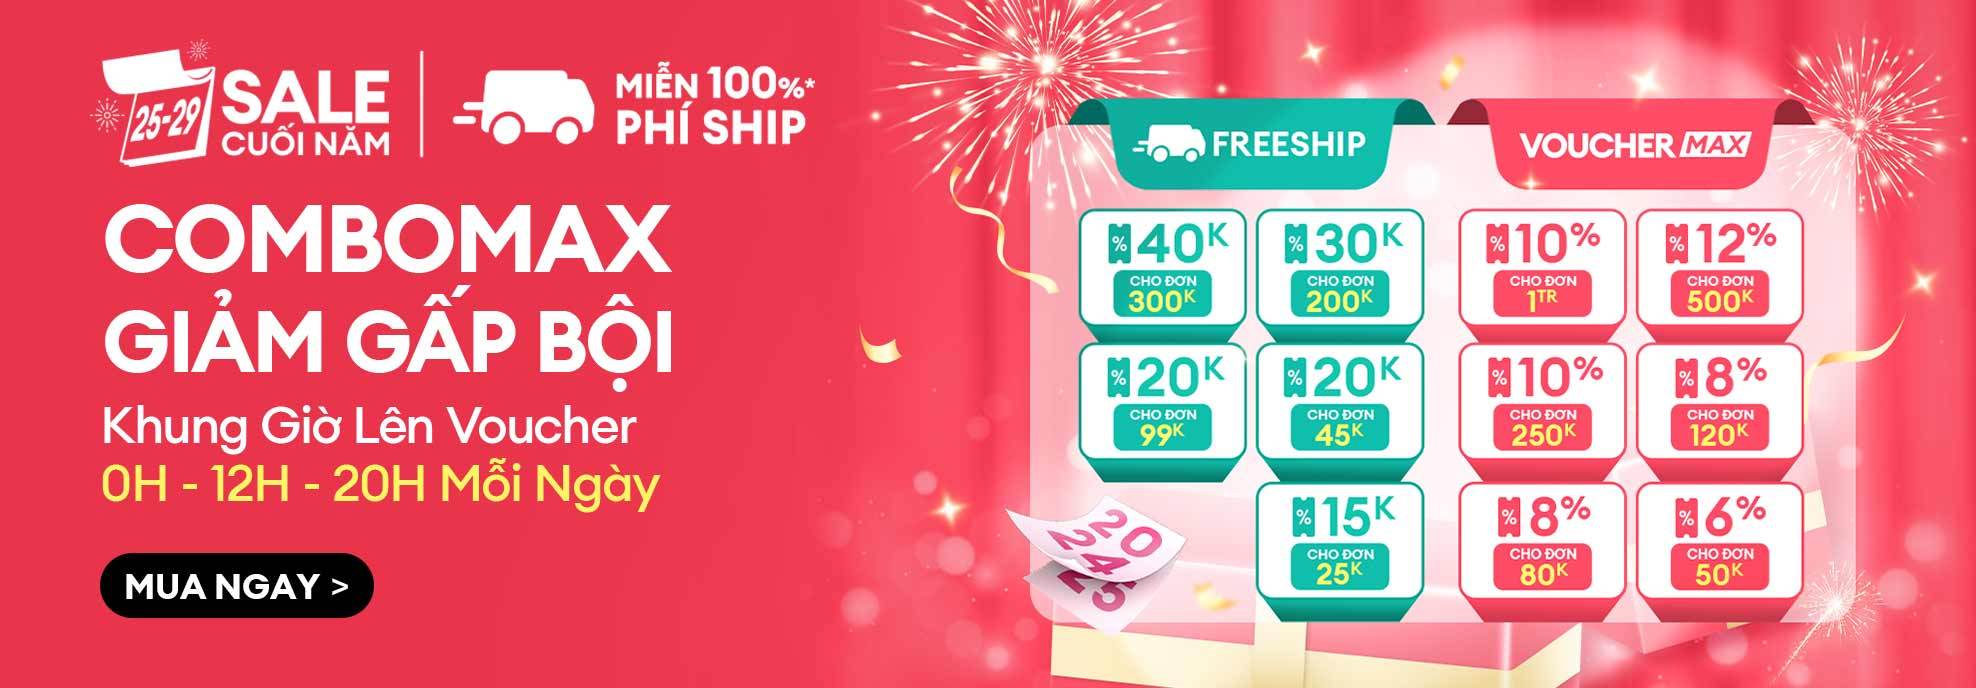 25-29
SALE
CUỐI NĂM
MIỄN 100%*
PHÍ SHIP
COMBOMAX
GIẢM GẤP BỘI
Khung Giờ Lên Voucher
0H - 12H - 20H Mỗi Ngày
MUA NGAY >
FREESHIP
% 40K
CHO ĐƠN
300K
% 30K
CHO ĐƠN
200K
% 20K
CHO ĐƠN
99K
% 20K
CHO ĐƠN
45K
% 15K
CHO ĐƠN
25K
VOUCHER MAX
% 10%
CHO ĐƠN
1TR
% 12%
CHO ĐƠN
500K
% 10%
CHO ĐƠN
250K
% 8%
CHO ĐƠN
120K
% 8%
CHO ĐƠN
80K
% 6%
CHO ĐƠN
50K
20
24
25